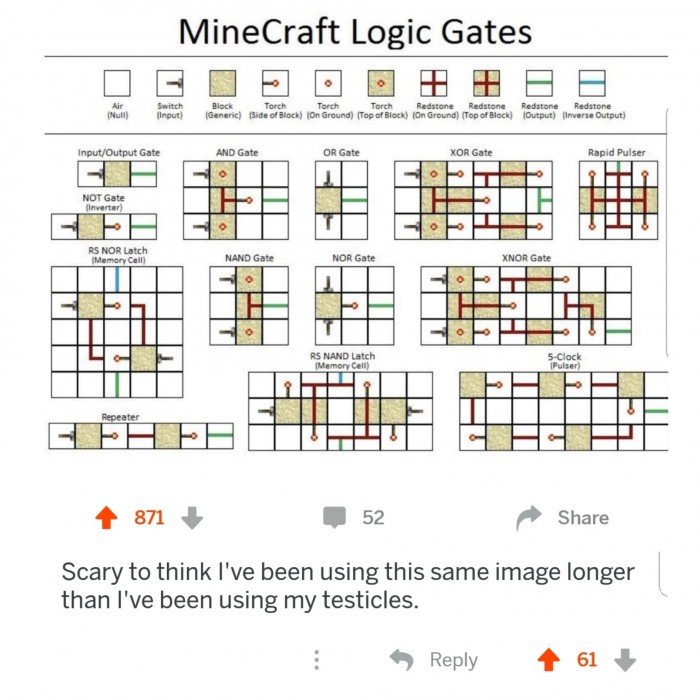 MineCraft Logic Gates
Air Switch Block Torch Torch Torch Redstone Redstone Redstone Redstone
(Null) (Input) (Generic) (Side of Block) (On Ground) (Top of Block) (On Ground) (Top of Block) (Output) (Inverse Output)
Input/Output Gate AND Gate OR Gate XOR Gate Rapid Pulser
NOT Gate
(Inverter)
RS NOR Latch
(Memory Cell)
NAND Gate NOR Gate XNOR Gate
RS NAND Latch
(Memory Cell)
5-Clock
(Pulser)
Repeater
871 52 Share
Scary to think I've been using this same image longer
than I've been using my testicles.
Reply 61